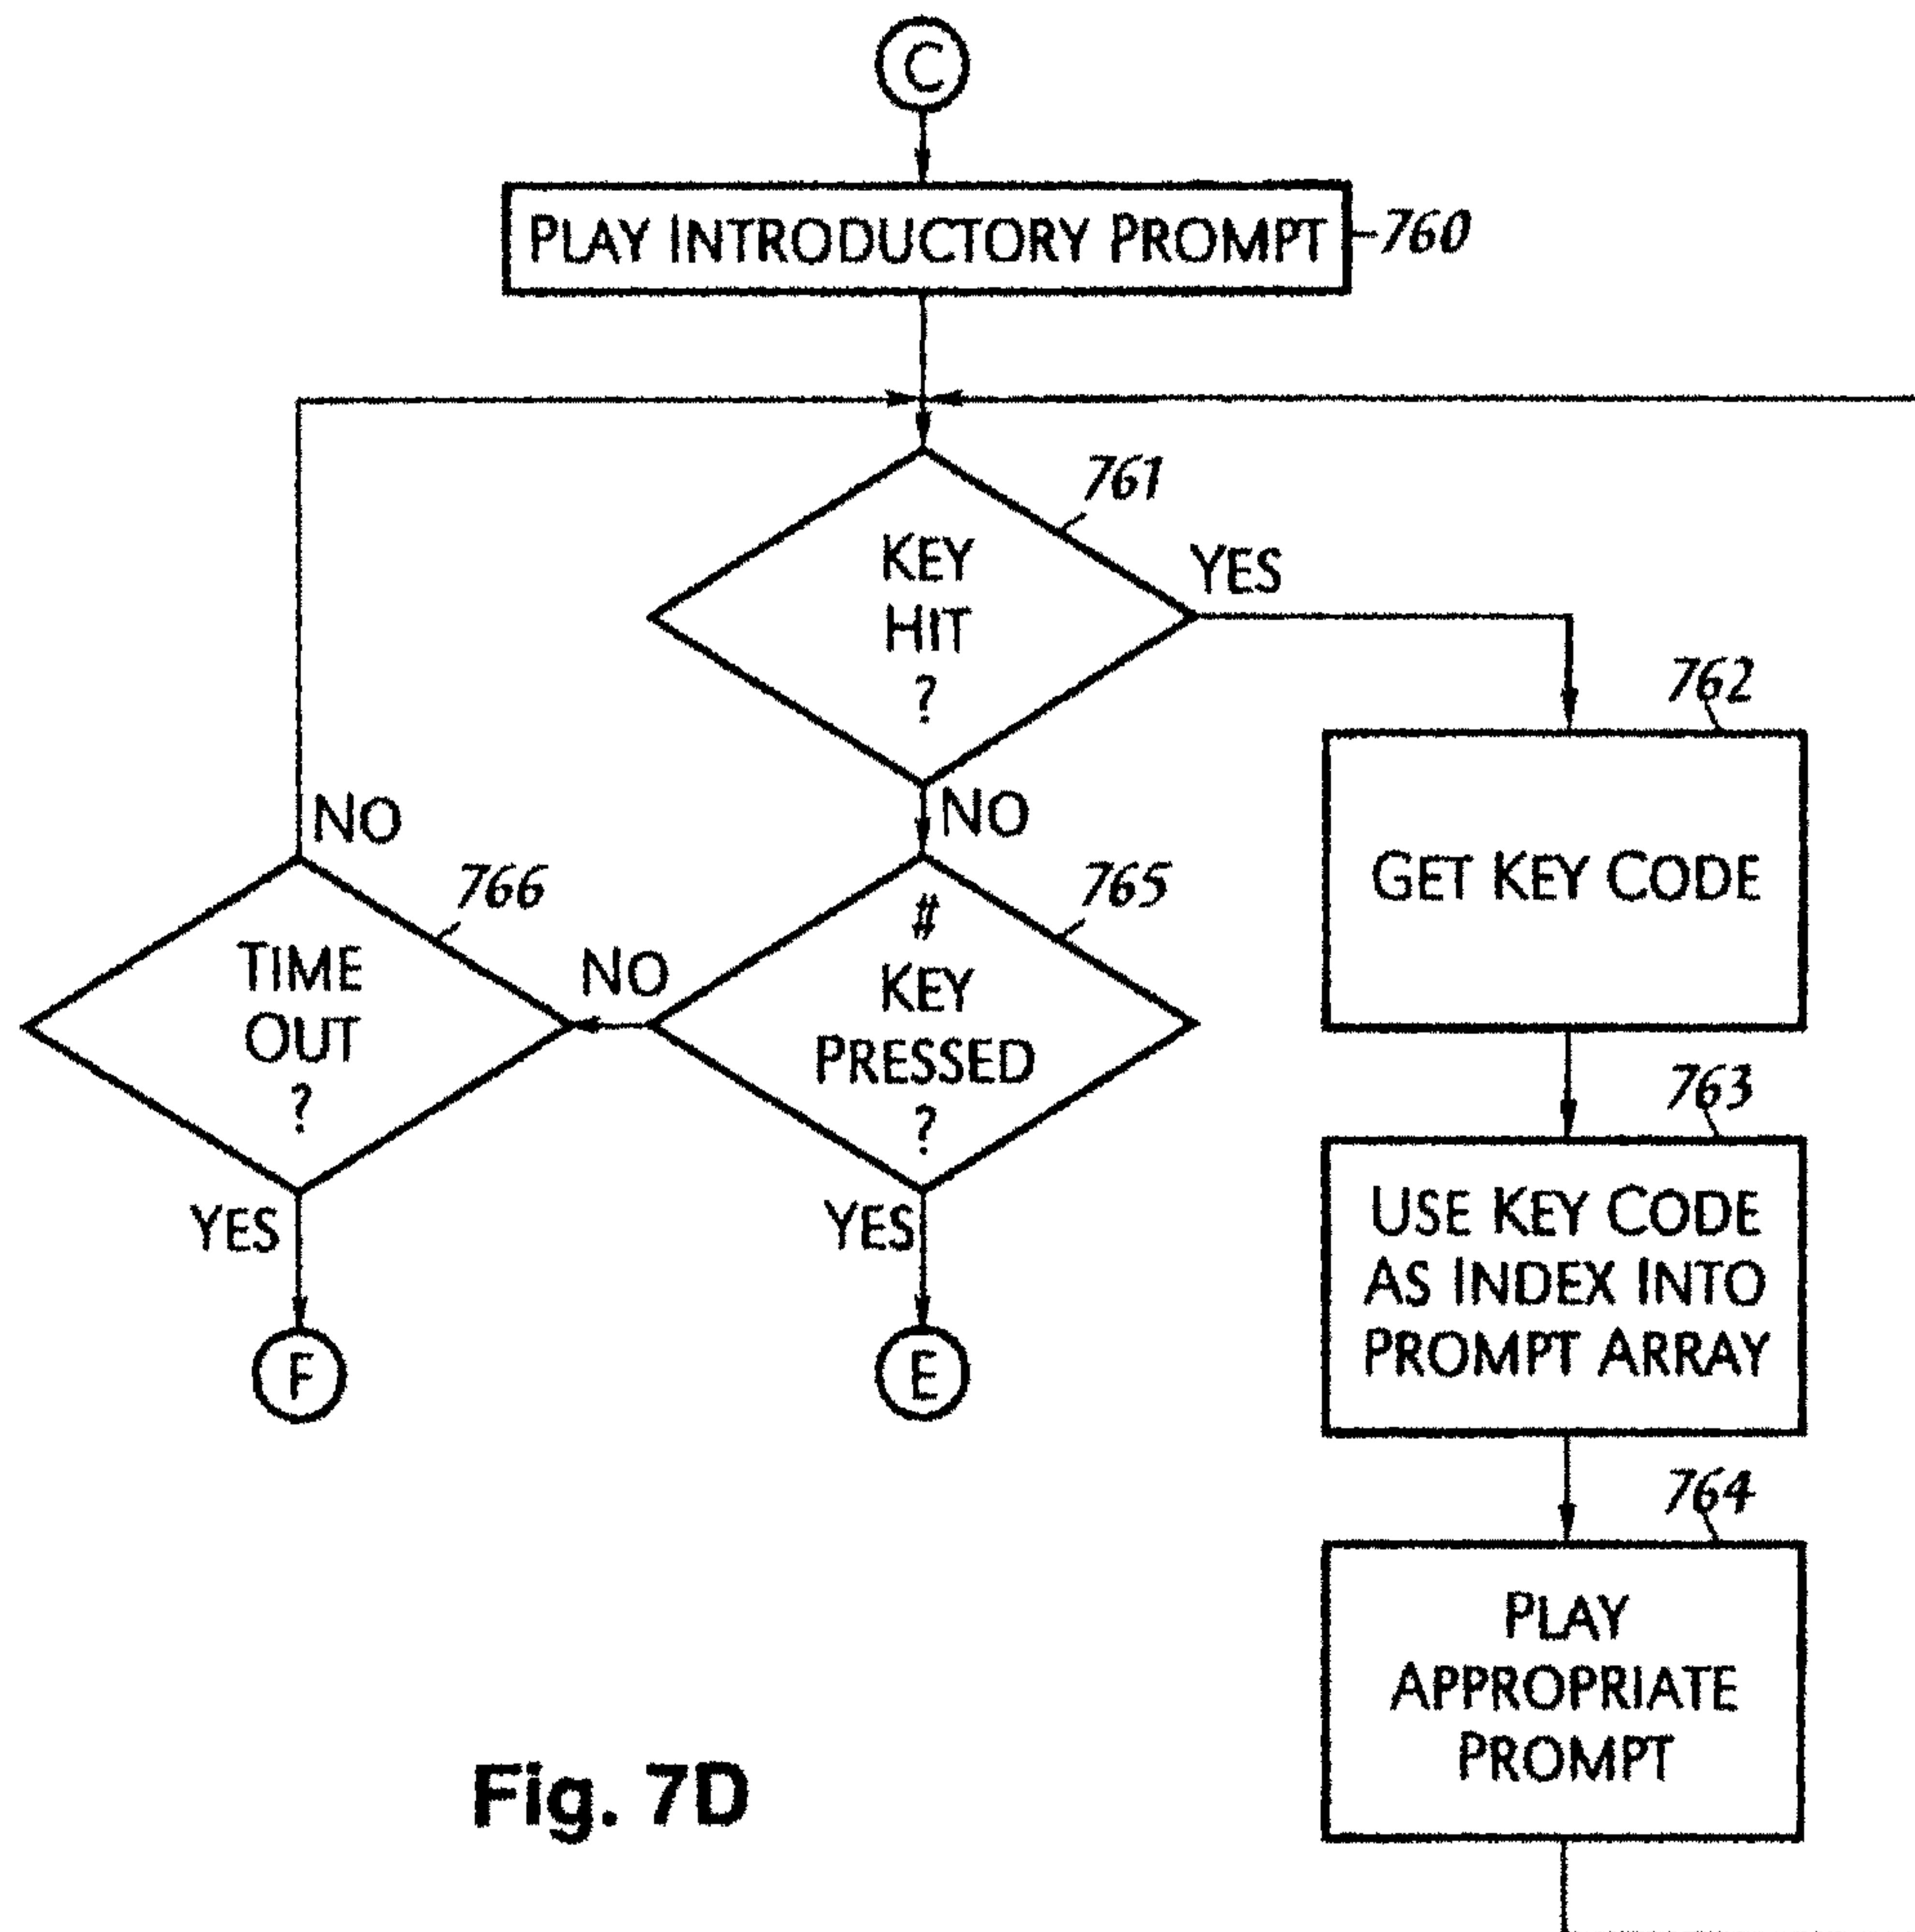 C
PLAY INTRODUCTORY PROMPT
760
761
KEY
HIT
?
YES
NO
762
GET KEY CODE
NO
766
TIME
OUT
?
NO
765
#
KEY
PRESSED
?
763
USE KEY CODE
AS INDEX INTO
PROMPT ARRAY
YES
YES
F
E
764
PLAY
APPROPRIATE
PROMPT
Fig. 7D